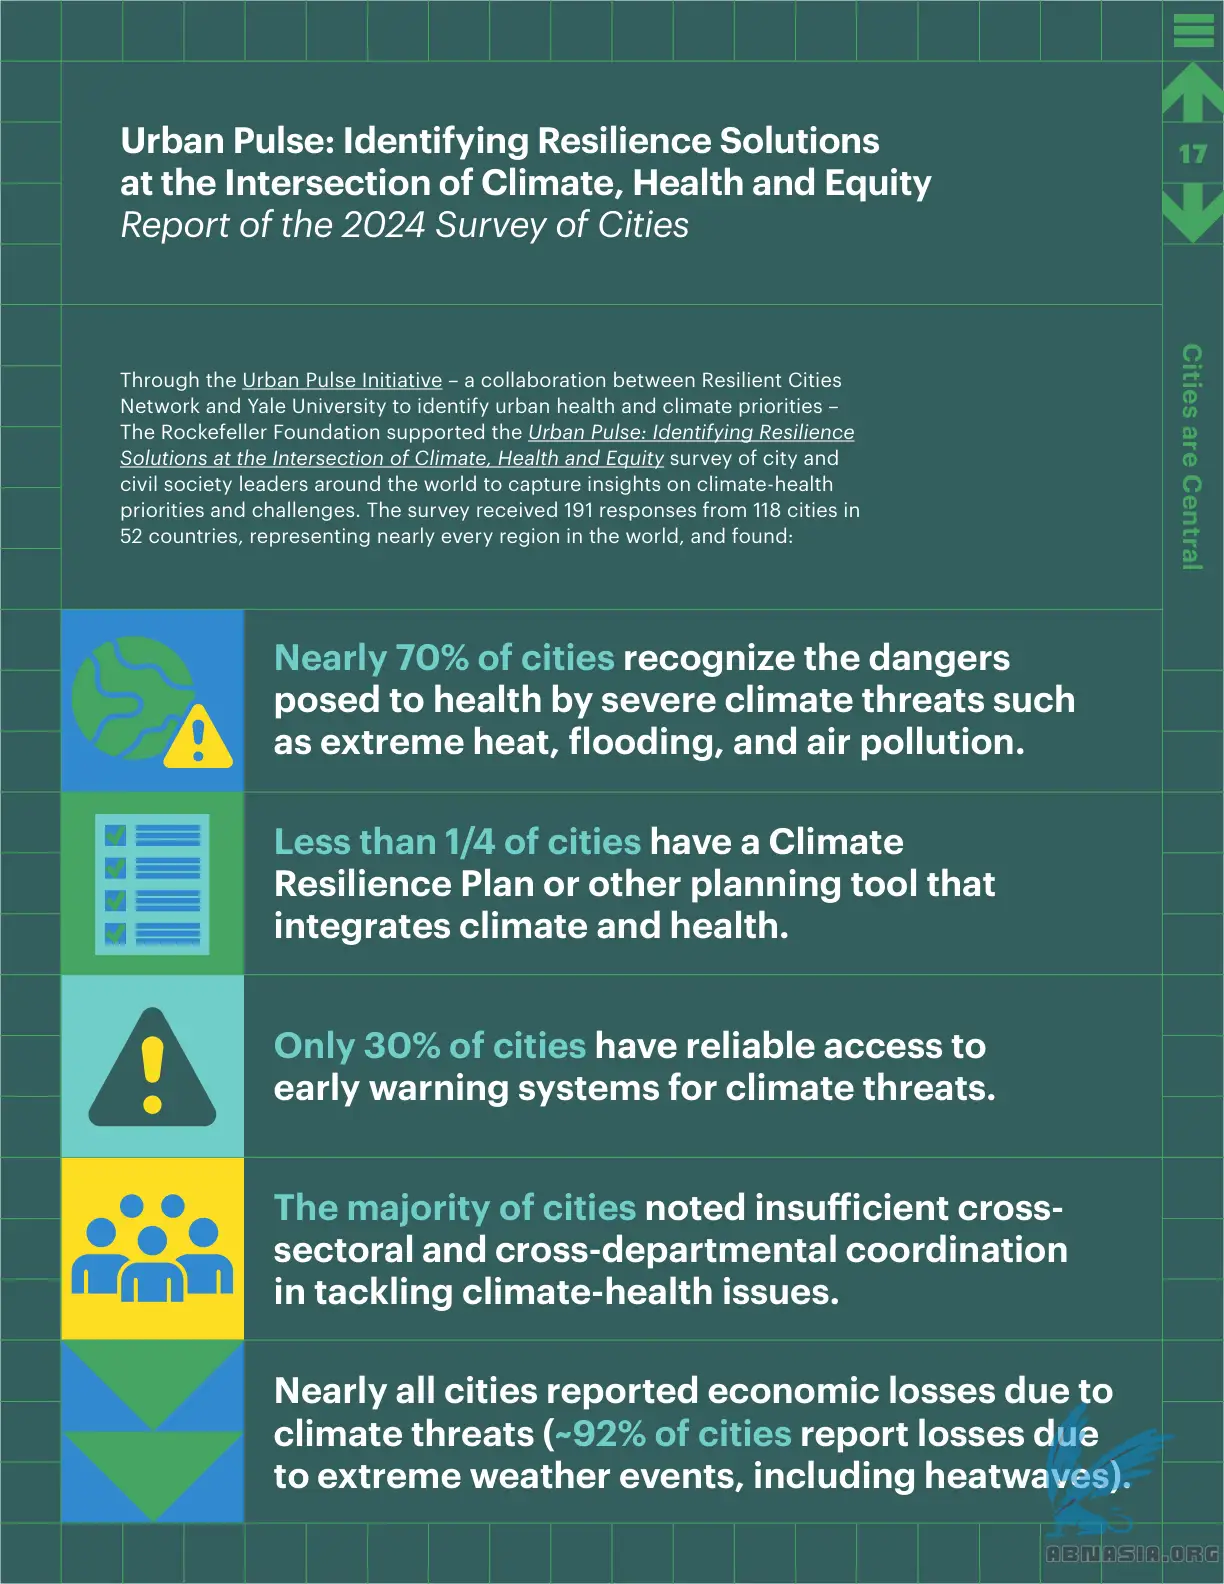 Urban Pulse: Identifying Resilience Solutions
at the Intersection of Climate, Health and Equity
Report of the 2024 Survey of Cities
17
Cities are Central
Through the Urban Pulse Initiative – a collaboration between Resilient Cities
Network and Yale University to identify urban health and climate priorities –
The Rockefeller Foundation supported the Urban Pulse: Identifying Resilience
Solutions at the Intersection of Climate, Health and Equity survey of city and
civil society leaders around the world to capture insights on climate-health
priorities and challenges. The survey received 191 responses from 118 cities in
52 countries, representing nearly every region in the world, and found:
Nearly 70% of cities recognize the dangers
posed to health by severe climate threats such
as extreme heat, flooding, and air pollution.
Less than 1/4 of cities have a Climate
Resilience Plan or other planning tool that
integrates climate and health.
Only 30% of cities have reliable access to
early warning systems for climate threats.
The majority of cities noted insufficient cross-
sectoral and cross-departmental coordination
in tackling climate-health issues.
Nearly all cities reported economic losses due to
climate threats (~92% of cities report losses due
to extreme weather events, including heatwaves).
ABNASIA.ORG